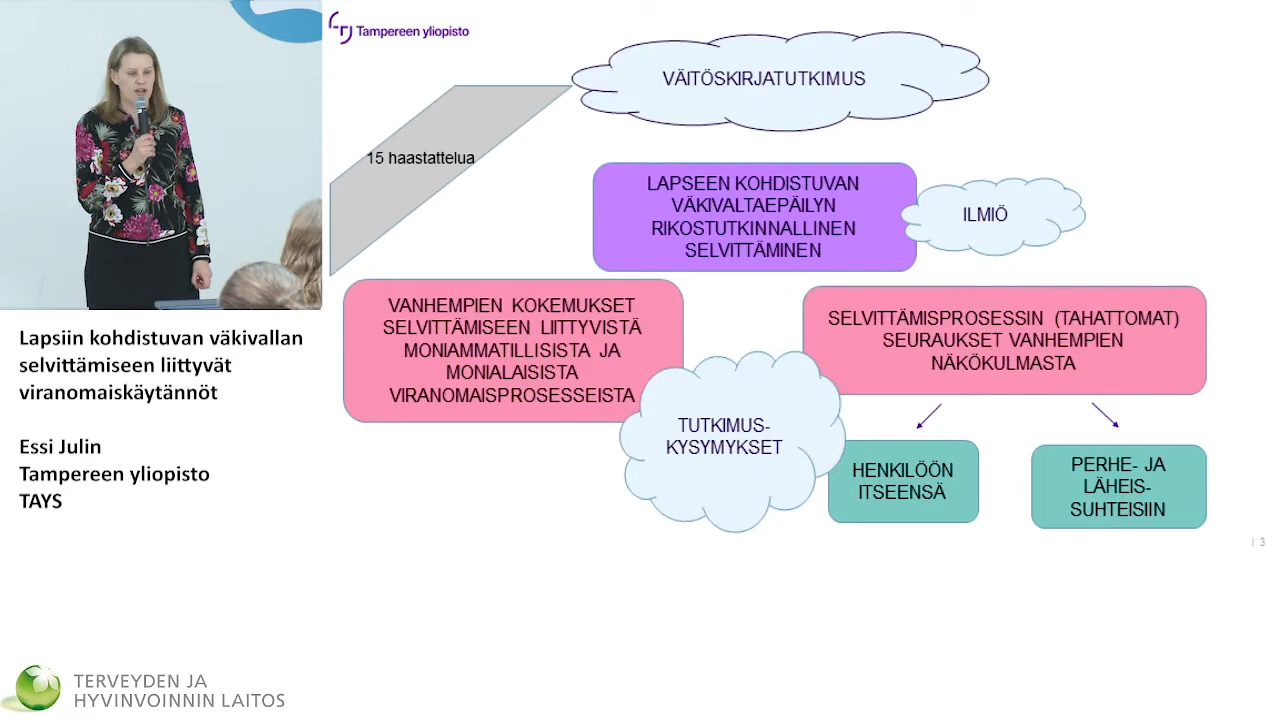 Tampereen yliopisto
VÄITÖSKIRJATUTKIMUS
15 haastattelua
LAPSEEN KOHDISTUVAN
VÄKIVALTAEPÄILYN
RIKOSTUTKINNALLINEN
SELVITTÄMINEN
ILMIÖ
VANHEMPIEN KOKEMUKSET
SELVITTÄMISEEN LIITTYVISTÄ
MONIAMMATILLISISTA JA
MONIALAISISTA
VIRANOMAISPROSESSEISTA
SELVITTÄMISPROSESSIN (TAHATTOMAT)
SEURAUKSET VANHEMPIEN
NÄKÖKULMASTA
TUTKIMUS-
KYSYMYKSET
HENKILÖÖN
ITSEENSÄ
PERHE- JA
LÄHEIS-
SUHTEISIIN
| 3
Lapsiin kohdistuvan väkivallan
selvittämiseen liittyvät
viranomaiskäytännöt
Essi Julin
Tampereen yliopisto
TAYS
TERVEYDEN JA
HYVINVOINNIN LAITOS